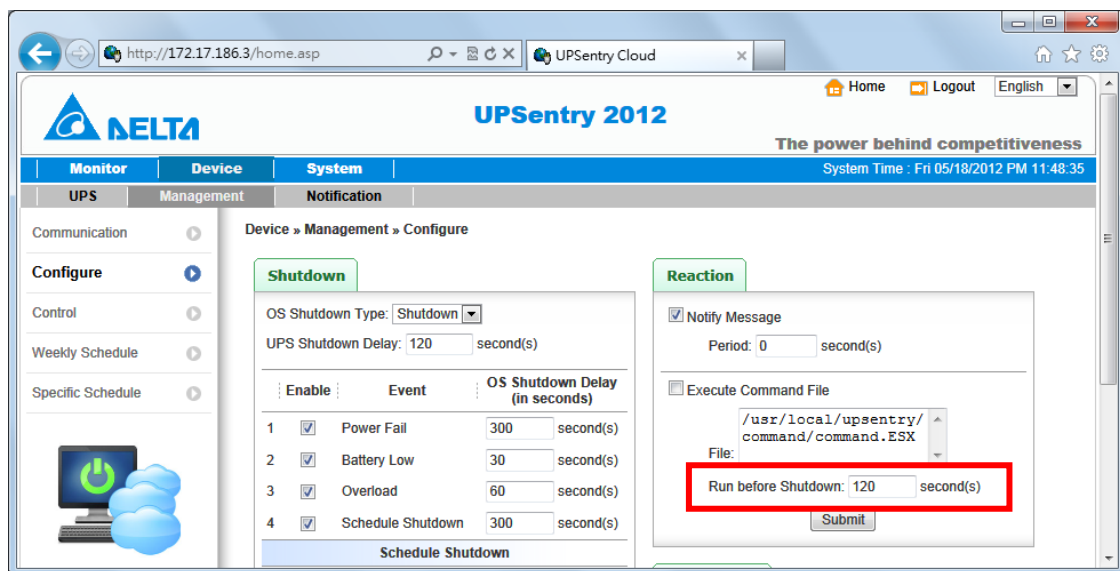 http://172.17.186.3/home.asp
UPSentry Cloud
Home
Logout
English
DELTA
UPSentry 2012
The power behind competitiveness
Monitor
Device
System
System Time : Fri 05/18/2012 PM 11:48:35
UPS
Management
Notification
Communication
Configure
Control
Weekly Schedule
Specific Schedule
Device » Management » Configure
Shutdown
OS Shutdown Type: Shutdown
UPS Shutdown Delay: 120 second(s)
Enable Event OS Shutdown Delay
(in seconds)
1 Power Fail 300 second(s)
2 Battery Low 30 second(s)
3 Overload 60 second(s)
4 Schedule Shutdown 300 second(s)
Schedule Shutdown
Reaction
Notify Message
Period: 0 second(s)
Execute Command File
/usr/local/upsentry/
command/command.ESX
File:
Run before Shutdown: 120 second(s)
Submit